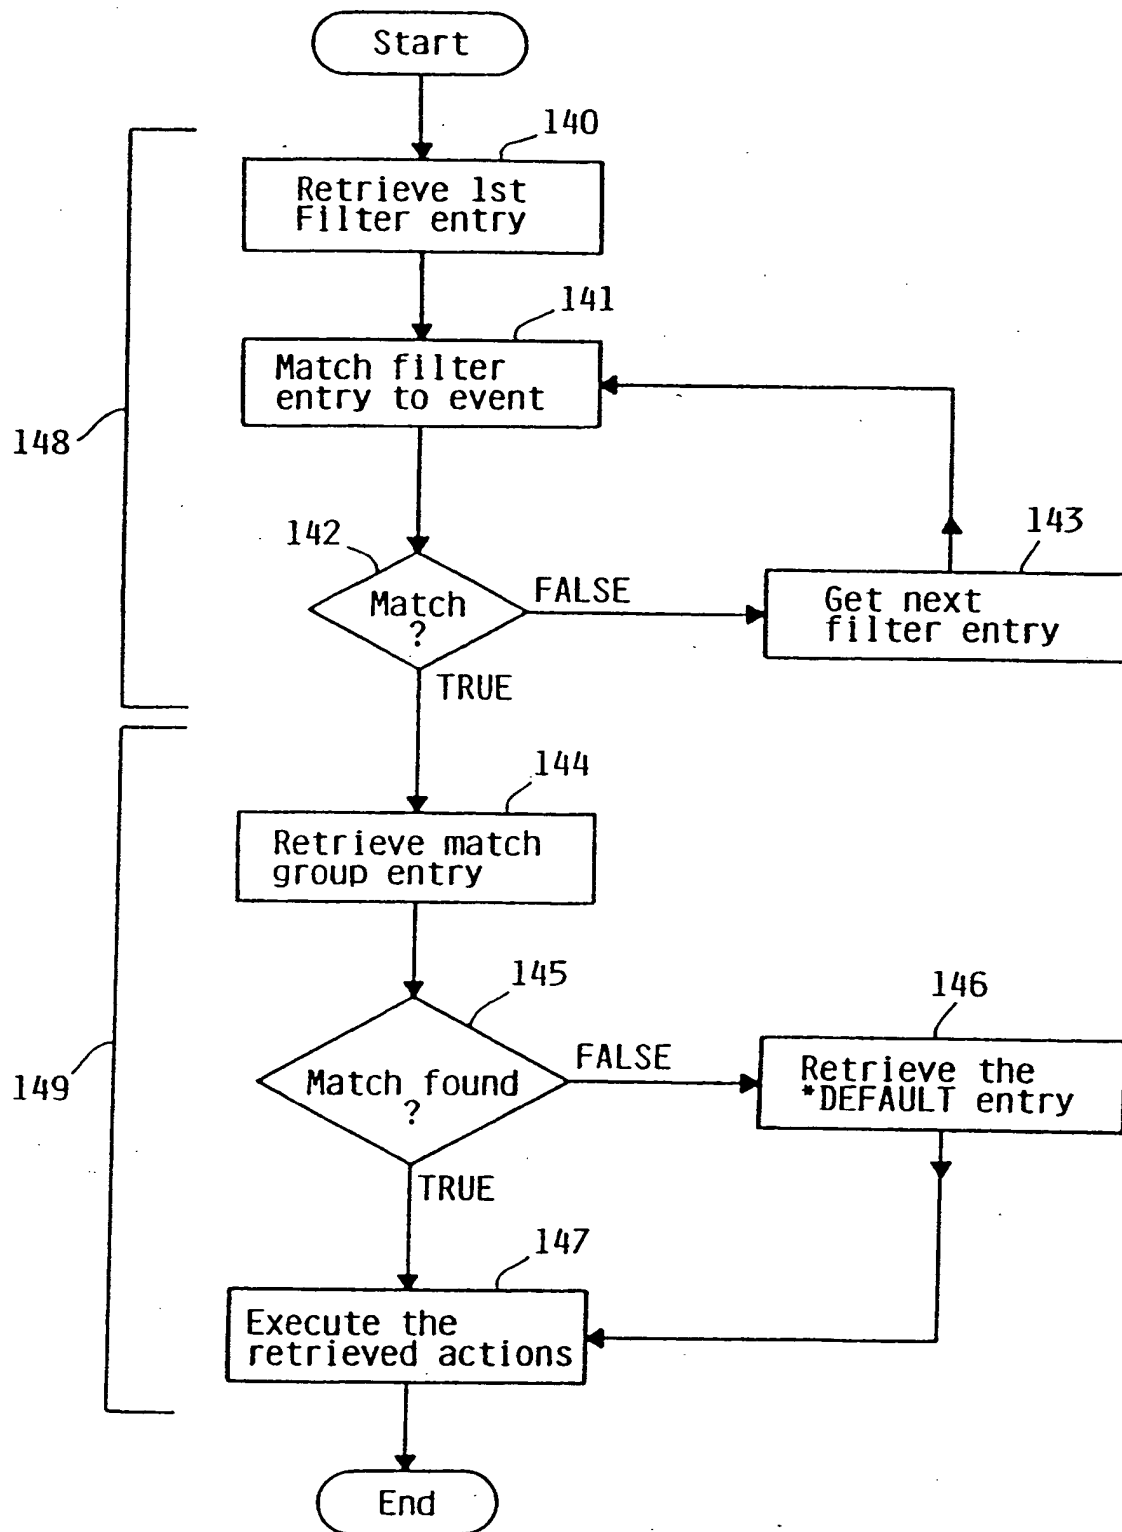 Start
140
Retrieve 1st
Filter entry
141
Match filter
entry to event
148
142
Match
?
FALSE
143
Get next
filter entry
TRUE
144
Retrieve match
group entry
145
Match found
?
FALSE
146
Retrieve the
*DEFAULT entry
149
TRUE
147
Execute the
retrieved actions
End